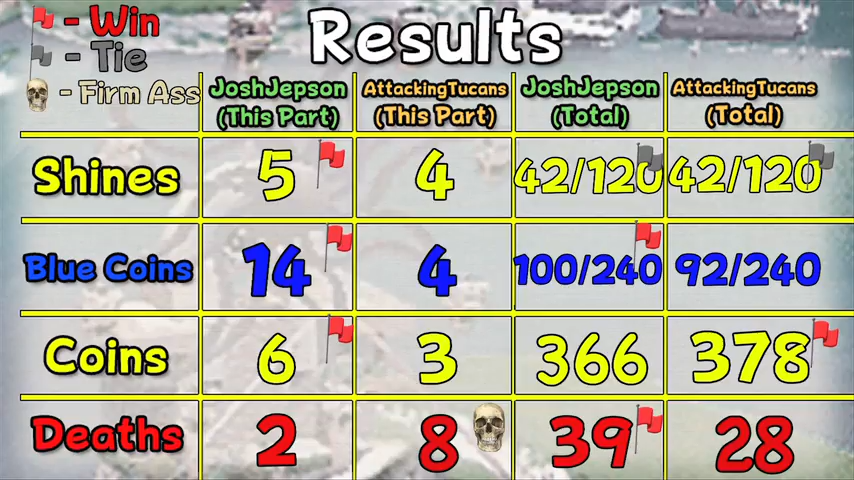 Results
- Win
- Tie
- Firm Ass
JoshJepson (This Part)
AttackingTucans (This Part)
JoshJepson (Total)
AttackingTucans (Total)
Shines 5 4 42/120 42/120
Blue Coins 14 4 100/240 92/240
Coins 6 3 366 378
Deaths 2 8 39 28